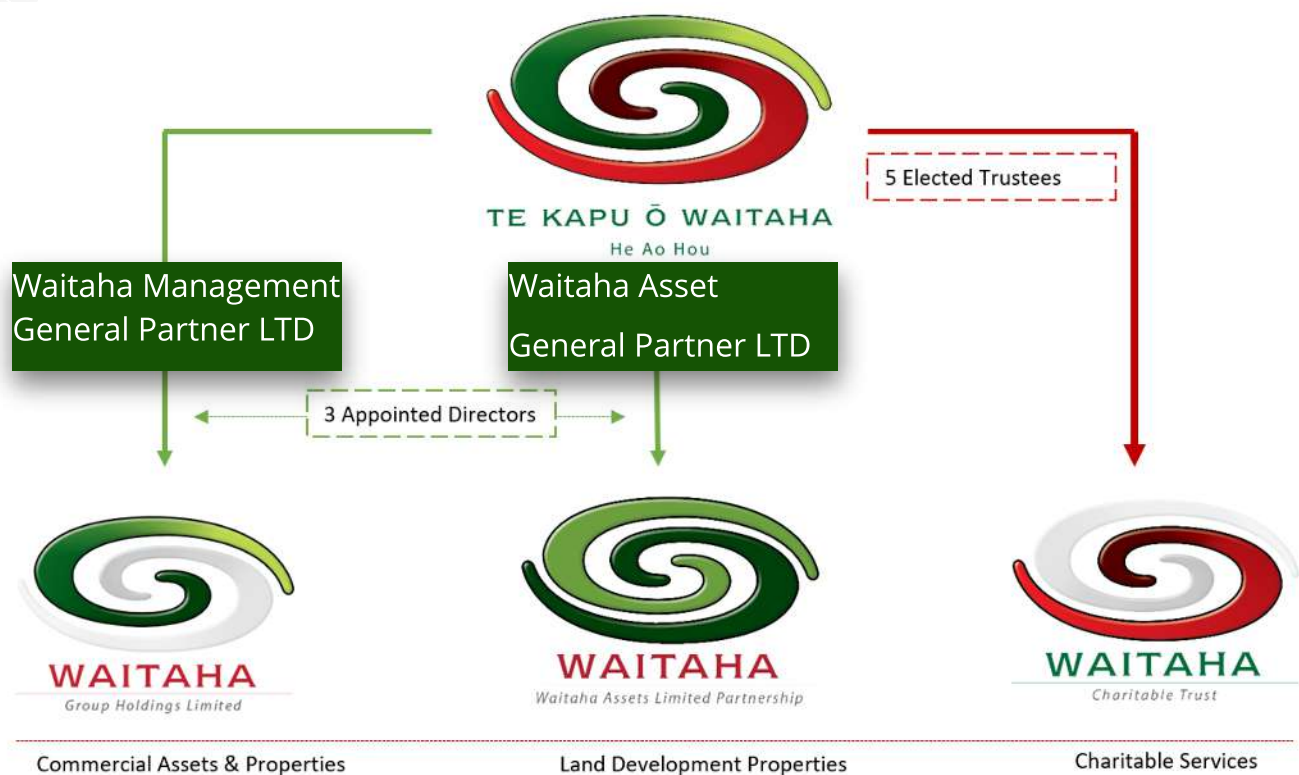 TE KAPU Ō WAITAHA
He Ao Hou
5 Elected Trustees
Waitaha Management
General Partner LTD
Waitaha Asset
General Partner LTD
3 Appointed Directors
WAITAHA
Group Holdings Limited
WAITAHA
Waitaha Assets Limited Partnership
WAITAHA
Charitable Trust
Commercial Assets & Properties
Land Development Properties
Charitable Services